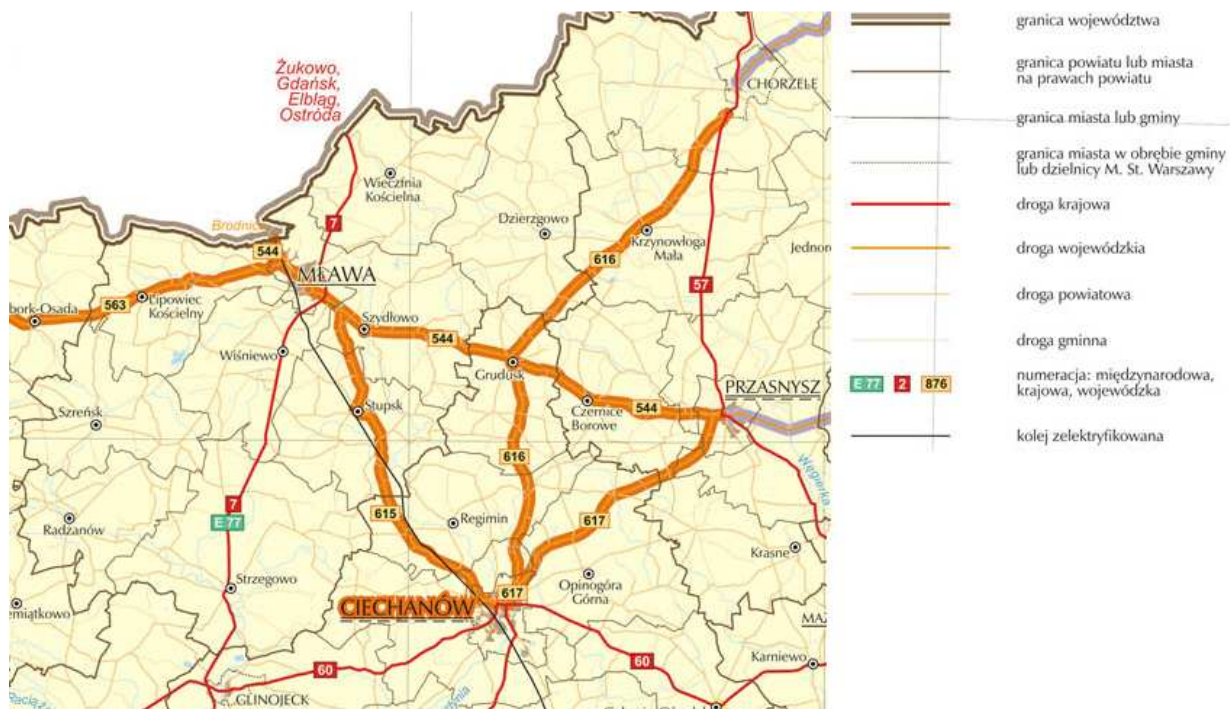 Żukowo,
Gdańsk,
Elbląg,
Ostróda
CHORZELE
Wieczfnia
Kościelna
Brodnica
7
Dzierzgowo
544
Krzynowłoga
Mała
616
MŁAWA
57
563
Lipowiec
Kościelny
bork-Osada
Szydłowo
544
Wiśniewo
Grudusk
PRZASNYSZ
Szreńsk
Stupsk
Czernice
Borowe
544
616
Węgierka
7
E 77
615
Regimin
617
Radzanów
Krasne
Strzegowo
Opinogóra
Górna
617
CIECHANÓW
emiątkowo
MA
60
60
Karniewo
GLINOJECK
granica województwa
granica powiatu lub miasta
na prawach powiatu
granica miasta lub gminy
granica miasta w obrębie gminy
lub dzielnicy M. St. Warszawy
droga krajowa
droga wojewódzkia
droga powiatowa
droga gminna
E 77 2 876 numeracja: międzynarodowa,
krajowa, wojewódzka
kolej zelektryfikowana